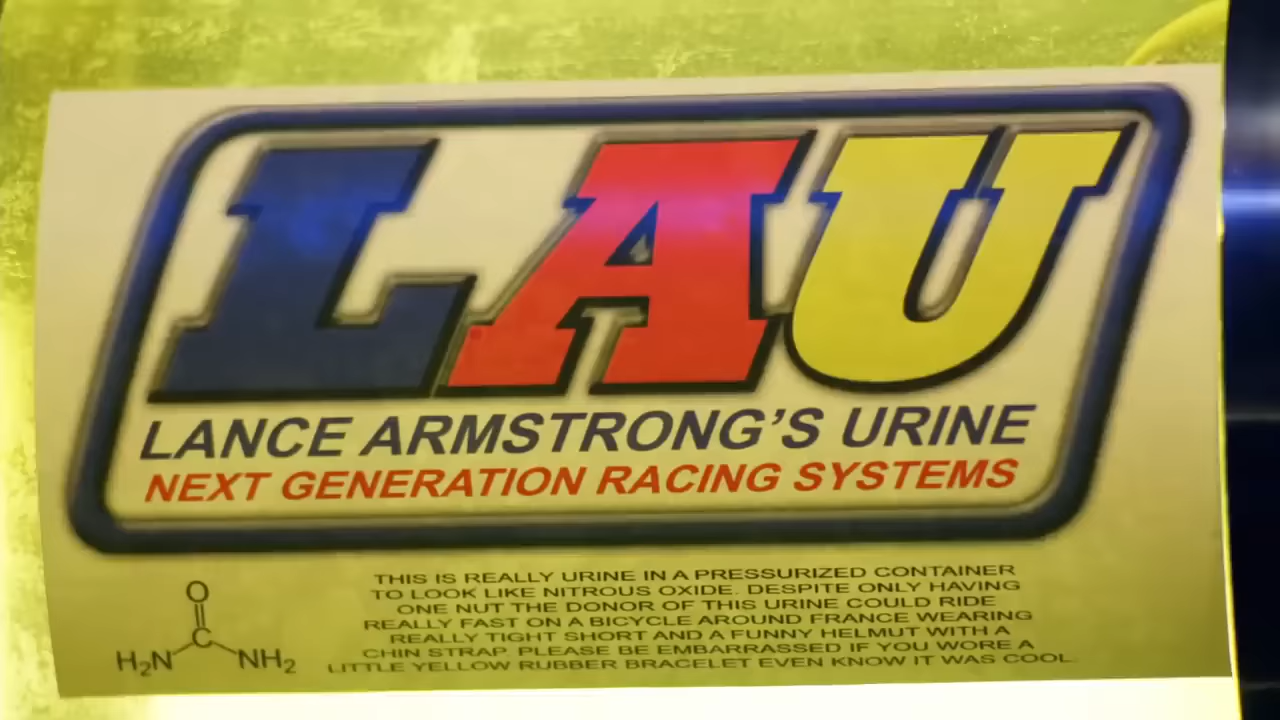 LAU
LANCE ARMSTRONG'S URINE
NEXT GENERATION RACING SYSTEMS
THIS IS REALLY URINE IN A PRESSURIZED CONTAINER
TO LOOK LIKE NITROUS OXIDE. DESPITE ONLY HAVING
ONE NUT THE DONOR OF THIS URINE COULD RIDE
REALLY FAST ON A BICYCLE AROUND FRANCE WEARING
REALLY TIGHT SHORT AND A FUNNY HELMUT WITH A
CHIN STRAP. PLEASE BE EMBARRASSED IF YOU WORE A
LITTLE YELLOW RUBBER BRACELET EVEN KNOW IT WAS COOL.
O
C
H₂N NH₂